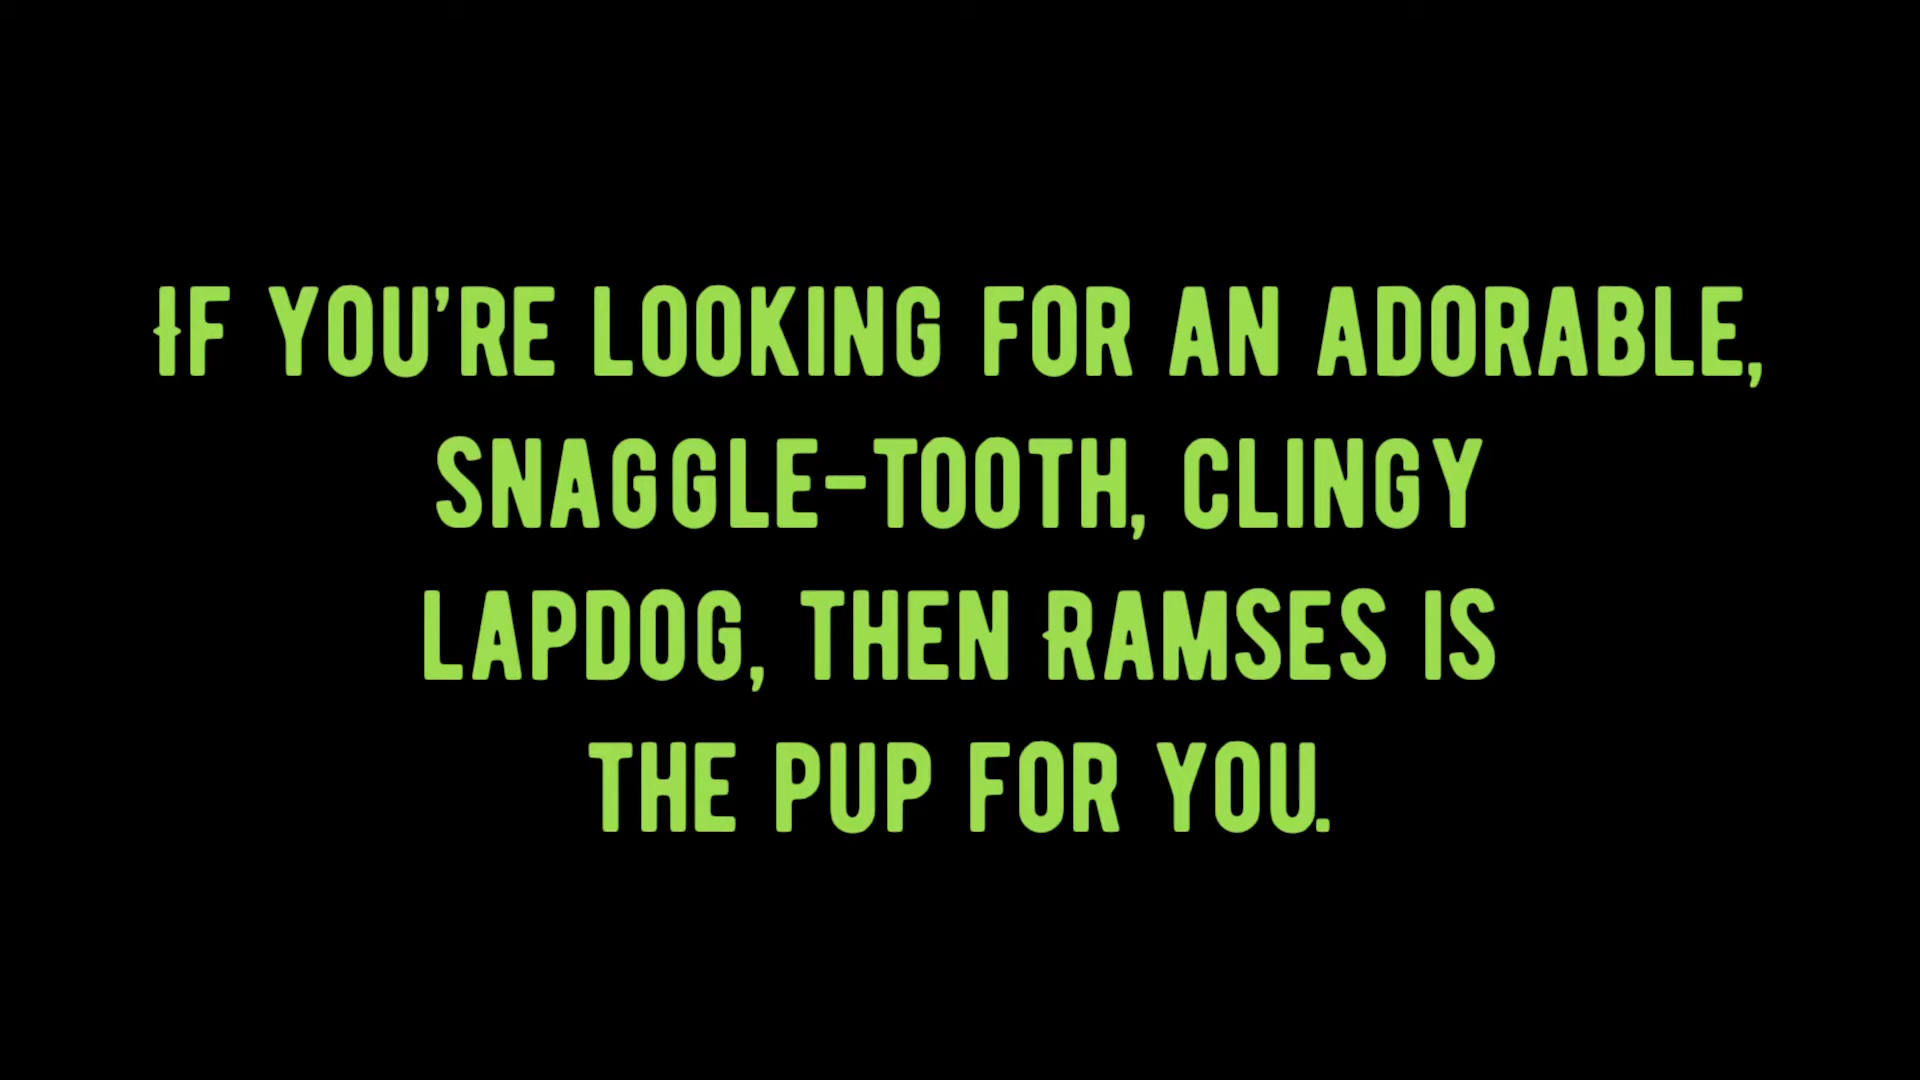 If you’re looking for an adorable,
snaggle-tooth, clingy
lapdog, then Ramses is
the pup for you.